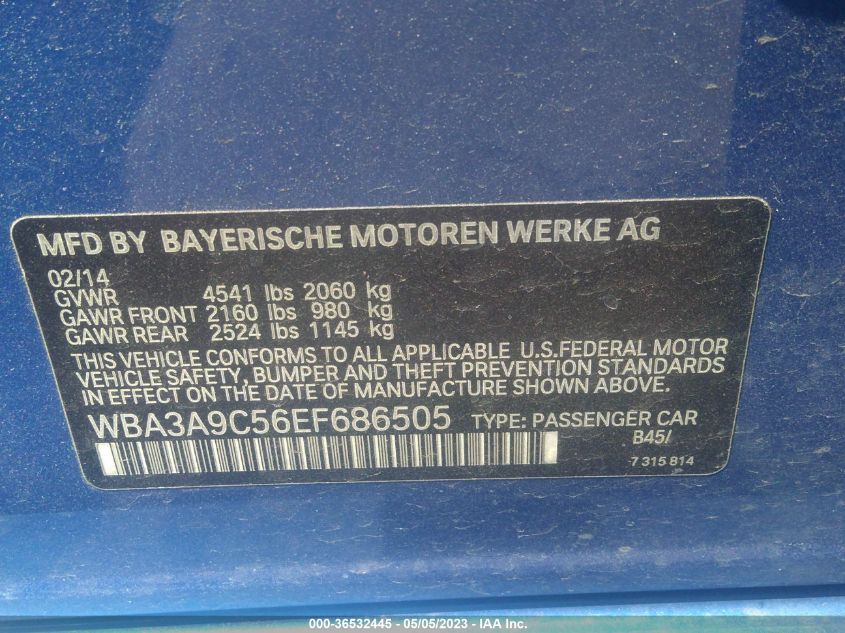 MFD BY BAYERISCHE MOTOREN WERKE AG
02/14
GVWR 4541 lbs 2060 kg
GAWR FRONT 2160 lbs 980 kg
GAWR REAR 2524 lbs 1145 kg
THIS VEHICLE CONFORMS TO ALL APPLICABLE U.S.FEDERAL MOTOR
VEHICLE SAFETY, BUMPER AND THEFT PREVENTION STANDARDS
IN EFFECT ON THE DATE OF MANUFACTURE SHOWN ABOVE.
WBA3A9C56EF686505 TYPE: PASSENGER CAR
B45/
7 315 814
000-36532445 - 05/05/2023 - IAA Inc.